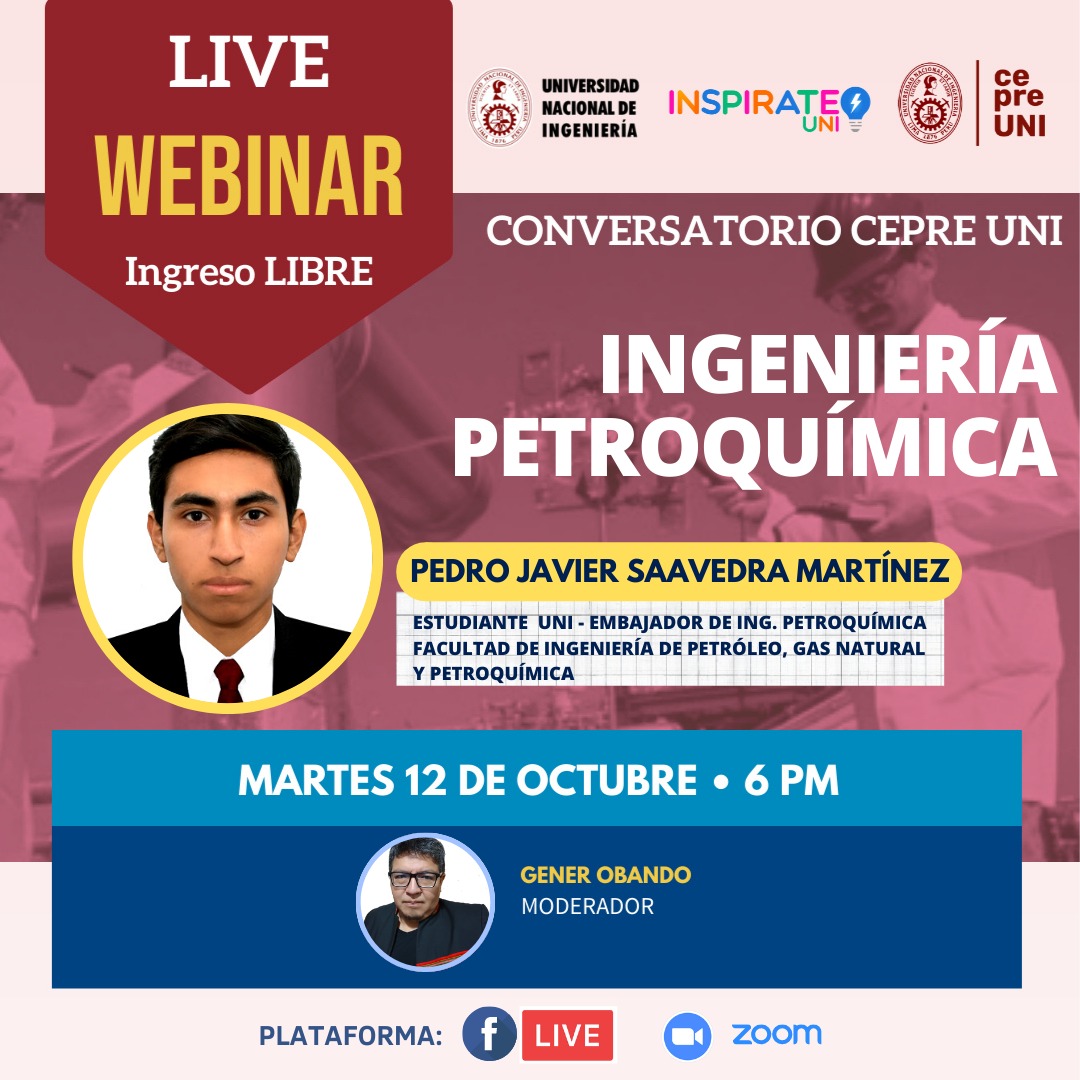 LIVE
WEBINAR
Ingreso LIBRE
UNIVERSIDAD
NACIONAL DE
INGENIERÍA
INSPIRATE
UNI
ce
pre
UNI
CONVERSATORIO CEPRE UNI
INGENIERÍA
PETROQUÍMICA
PEDRO JAVIER SAAVEDRA MARTÍNEZ
ESTUDIANTE UNI - EMBAJADOR DE ING. PETROQUÍMICA
FACULTAD DE INGENIERÍA DE PETRÓLEO, GAS NATURAL
Y PETROQUÍMICA
MARTES 12 DE OCTUBRE • 6 PM
GENER OBANDO
MODERADOR
PLATAFORMA: f LIVE zoom